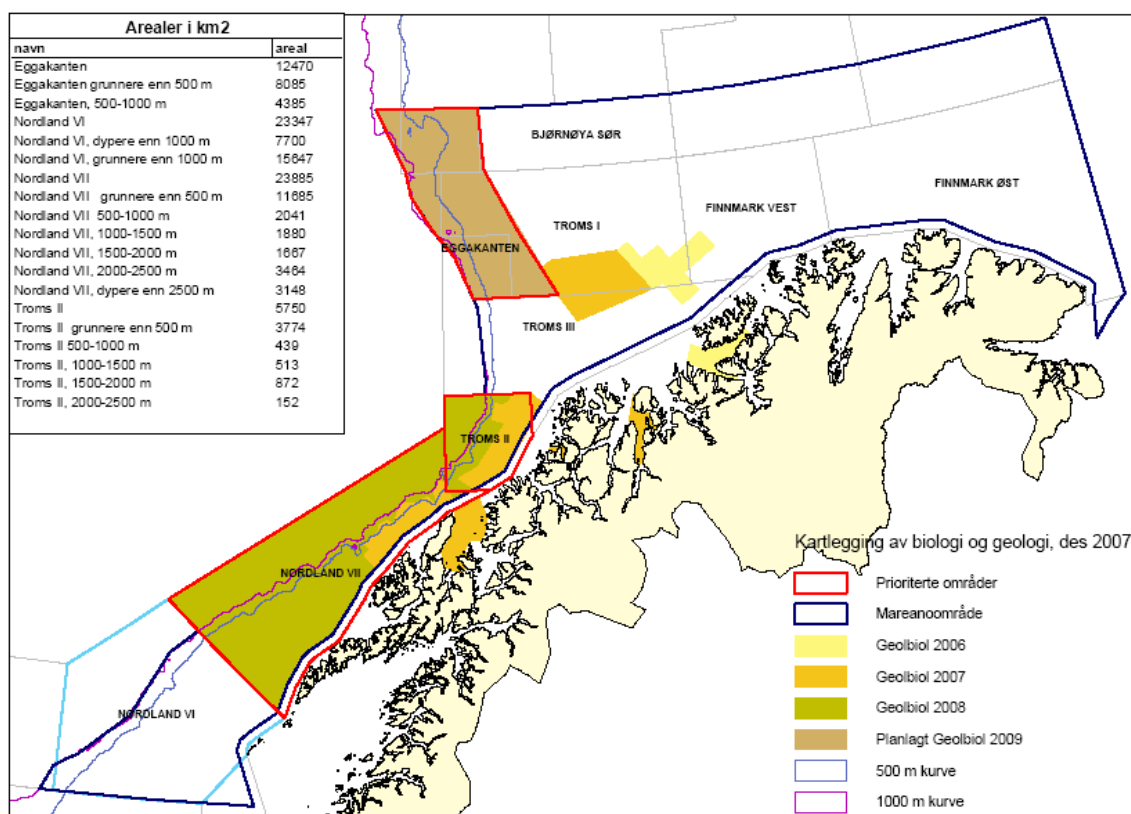 Arealer i km2
navn areal
Eggakanten 12470
Eggakanten grunnere enn 500 m 8085
Eggakanten, 500-1000 m 4385
Nordland VI 23347
Nordland VI, dypere enn 1000 m 7700
Nordland VI, grunnere enn 1000 m 15647
Nordland VII 23885
Nordland VII grunnere enn 500 m 11685
Nordland VII 500-1000 m 2041
Nordland VII, 1000-1500 m 1880
Nordland VII, 1500-2000 m 1667
Nordland VII, 2000-2500 m 3464
Nordland VII, dypere 2500 m 3148
Troms II 5750
Troms II grunnere enn 500 m 3774
Troms II 500-1000 m 439
Troms II, 1000-1500 m 513
Troms II, 1500-2000 m 872
Troms II, 2000-2500 m 152
BJØRNØYA SØR
FINNMARK ØST
FINNMARK VEST
TROMS I
EGGAKANTEN
TROMS III
TROMS II
NORDLAND VII
NORDLAND VI
Kartlegging av biologi og geologi, des 2007
Prioriterte områder
Mareanoområde
Geolbiol 2006
Geolbiol 2007
Geolbiol 2008
Planlagt Geolbiol 2009
500 m kurve
1000 m kurve